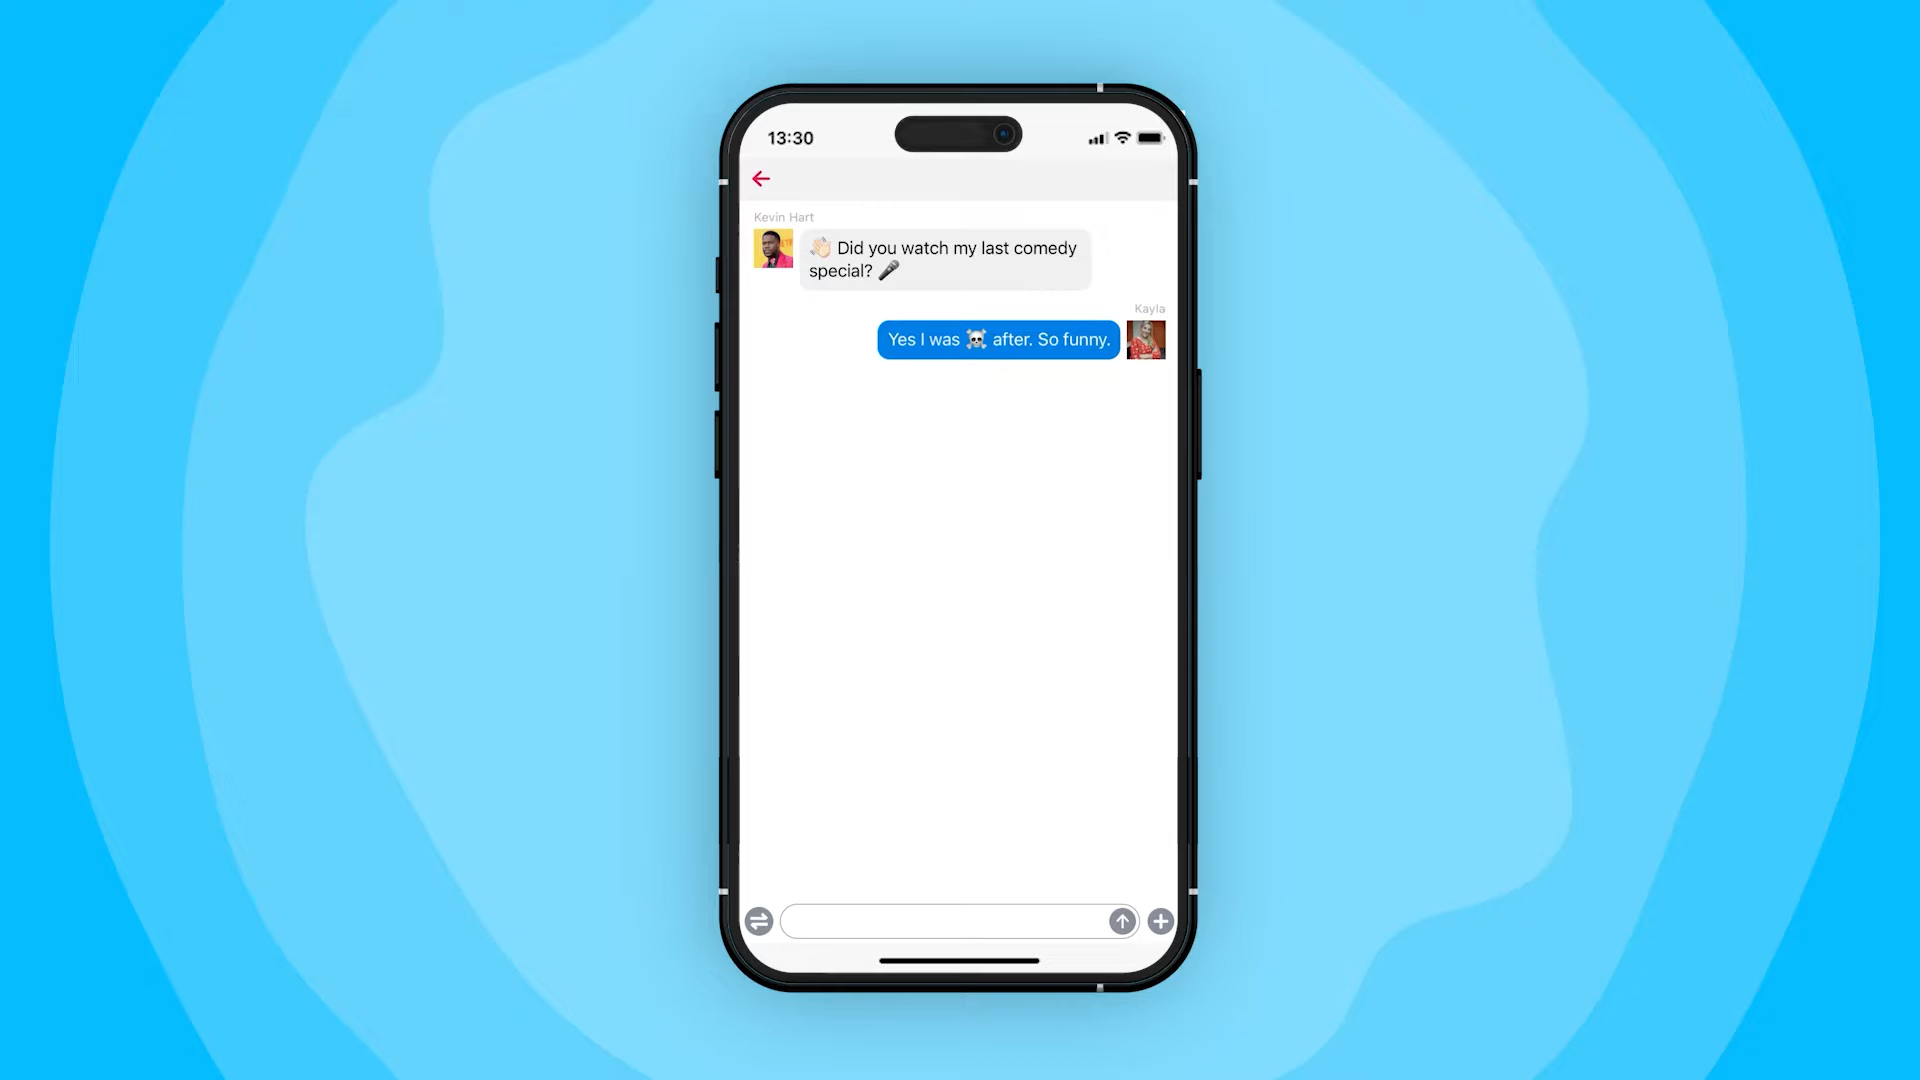 13:30
Kevin Hart
👋🏻 Did you watch my last comedy
special? 🎤
Kayla
Yes I was ☠️ after. So funny.